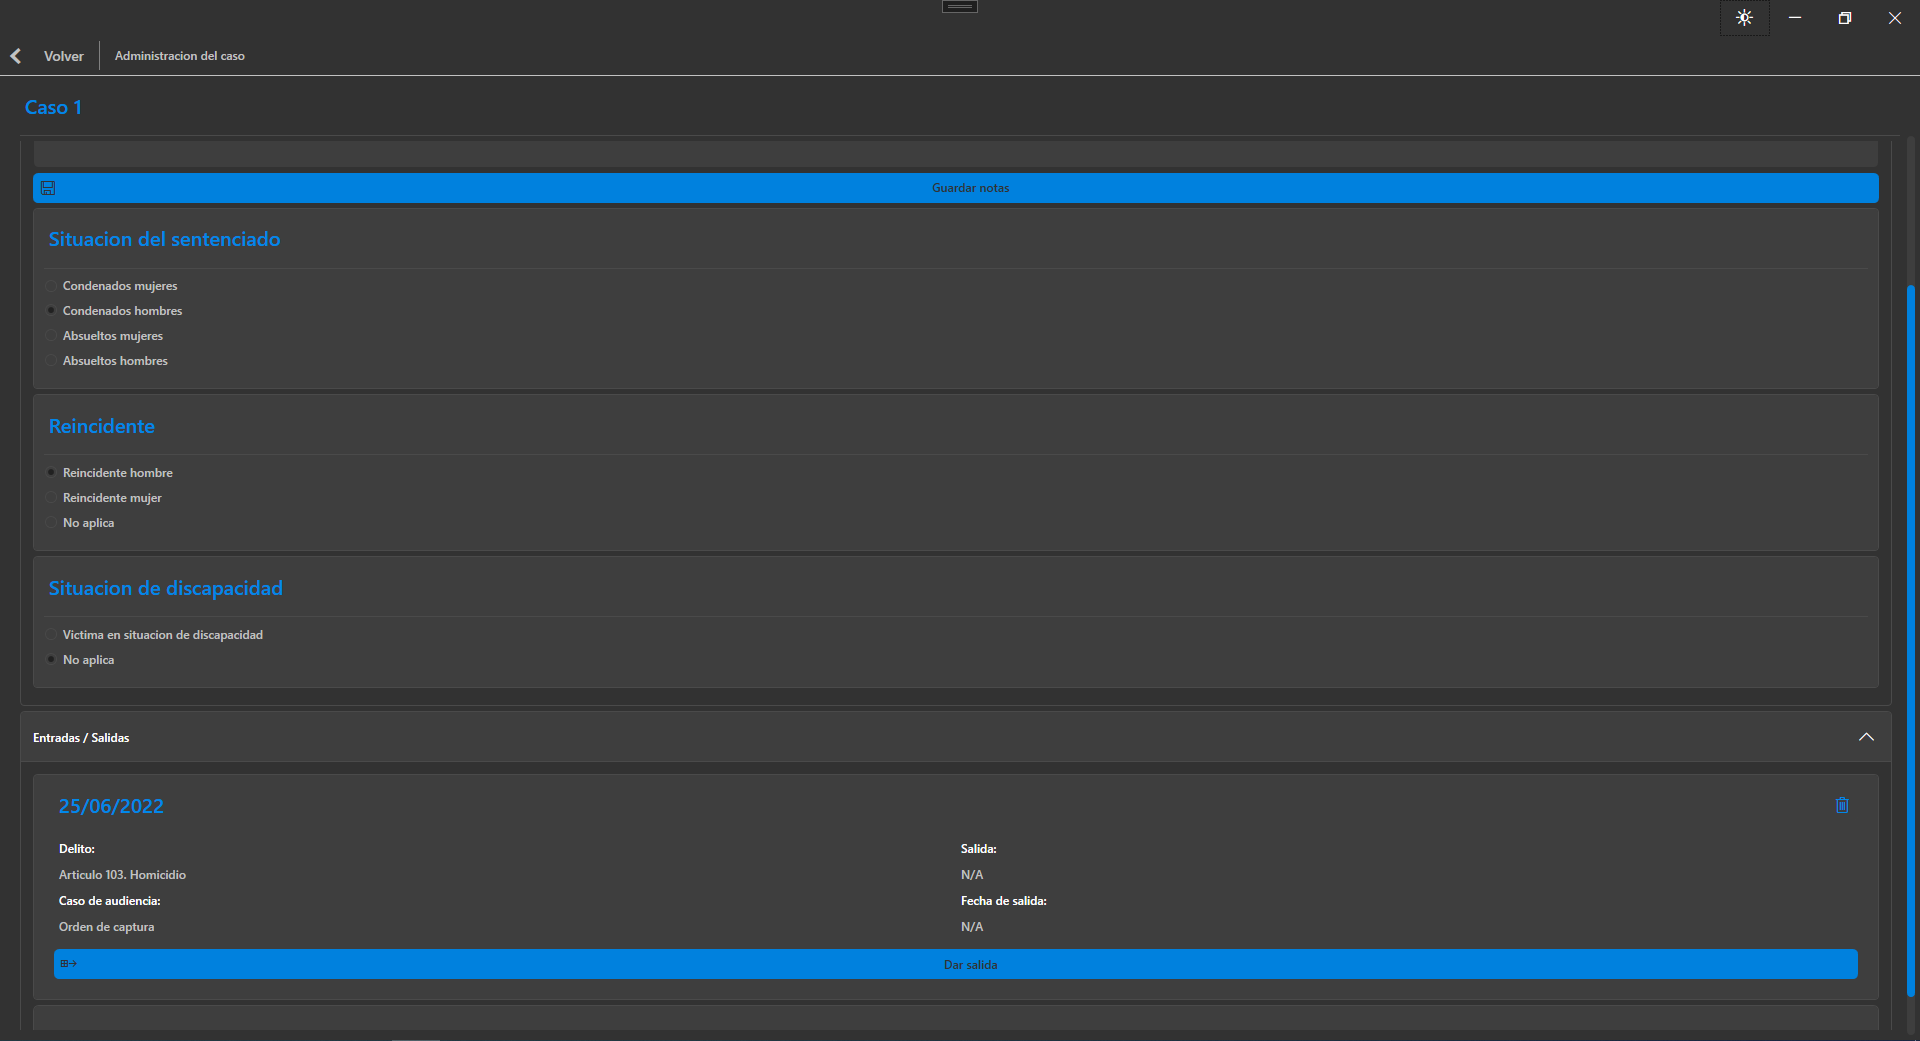 Volver
Administracion del caso
Caso 1
Guardar notas
Situacion del sentenciado
Condenados mujeres
Condenados hombres
Absueltos mujeres
Absueltos hombres
Reincidente
Reincidente hombre
Reincidente mujer
No aplica
Situacion de discapacidad
Victima en situacion de discapacidad
No aplica
Entradas / Salidas
25/06/2022
Delito:
Articulo 103. Homicidio
Caso de audiencia:
Orden de captura
Salida:
N/A
Fecha de salida:
N/A
Dar salida